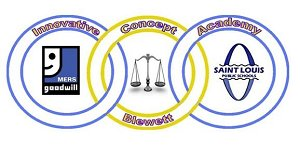 Innovative
Concept
Academy
MERS
goodwill
SAINT LOUIS
PUBLIC SCHOOLS
Blewett